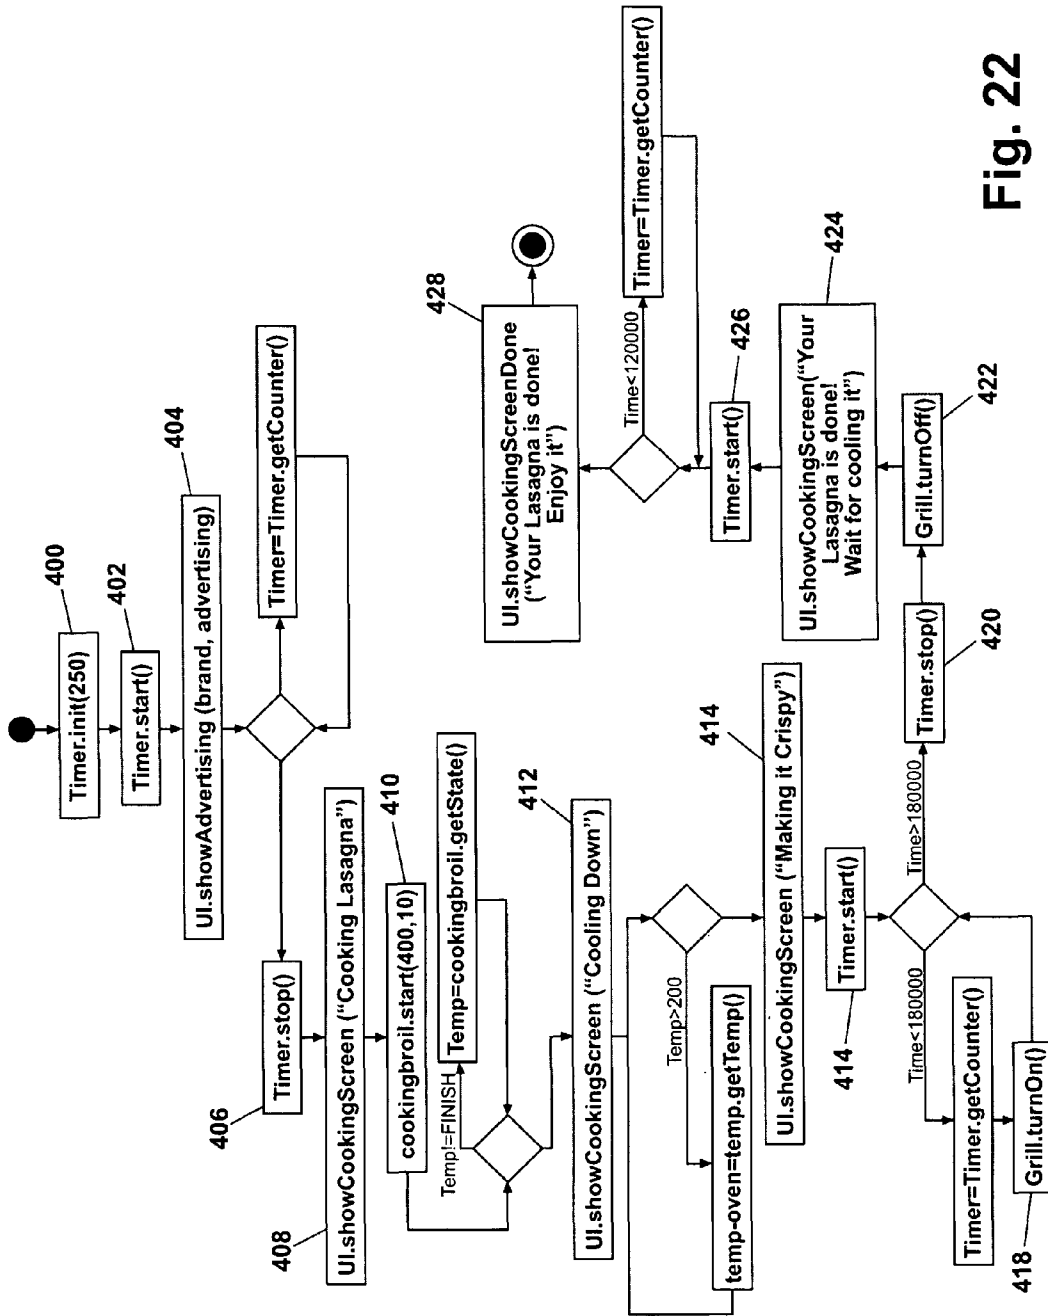 400
Timer.init(250)
402
Timer.start()
404
UI.showAdvertising (brand, advertising)
Timer=Timer.getCounter()
406
Timer.stop()
408
UI.showCookingScreen (“Cooking Lasagna”)
410
cookingbroil.start(400,10)
Temp!=FINISH
Temp=cookingbroil.getState()
412
UI.showCookingScreen (“Cooling Down”)
Temp>200
temp-oven=temp.getTemp()
414
UI.showCookingScreen (“Making it Crispy”)
414
Timer.start()
Time<180000
Time>180000
Timer=Timer.getCounter()
418
Grill.turnOn()
Timer.stop()
420
Grill.turnOff()
422
UI.showCookingScreen(“Your
Lasagna is done!
Wait for cooling it”)
424
Timer.start()
426
Time<120000
Timer=Timer.getCounter()
428
UI.showCookingScreenDone
(“Your Lasagna is done!
Enjoy it”)
Fig. 22